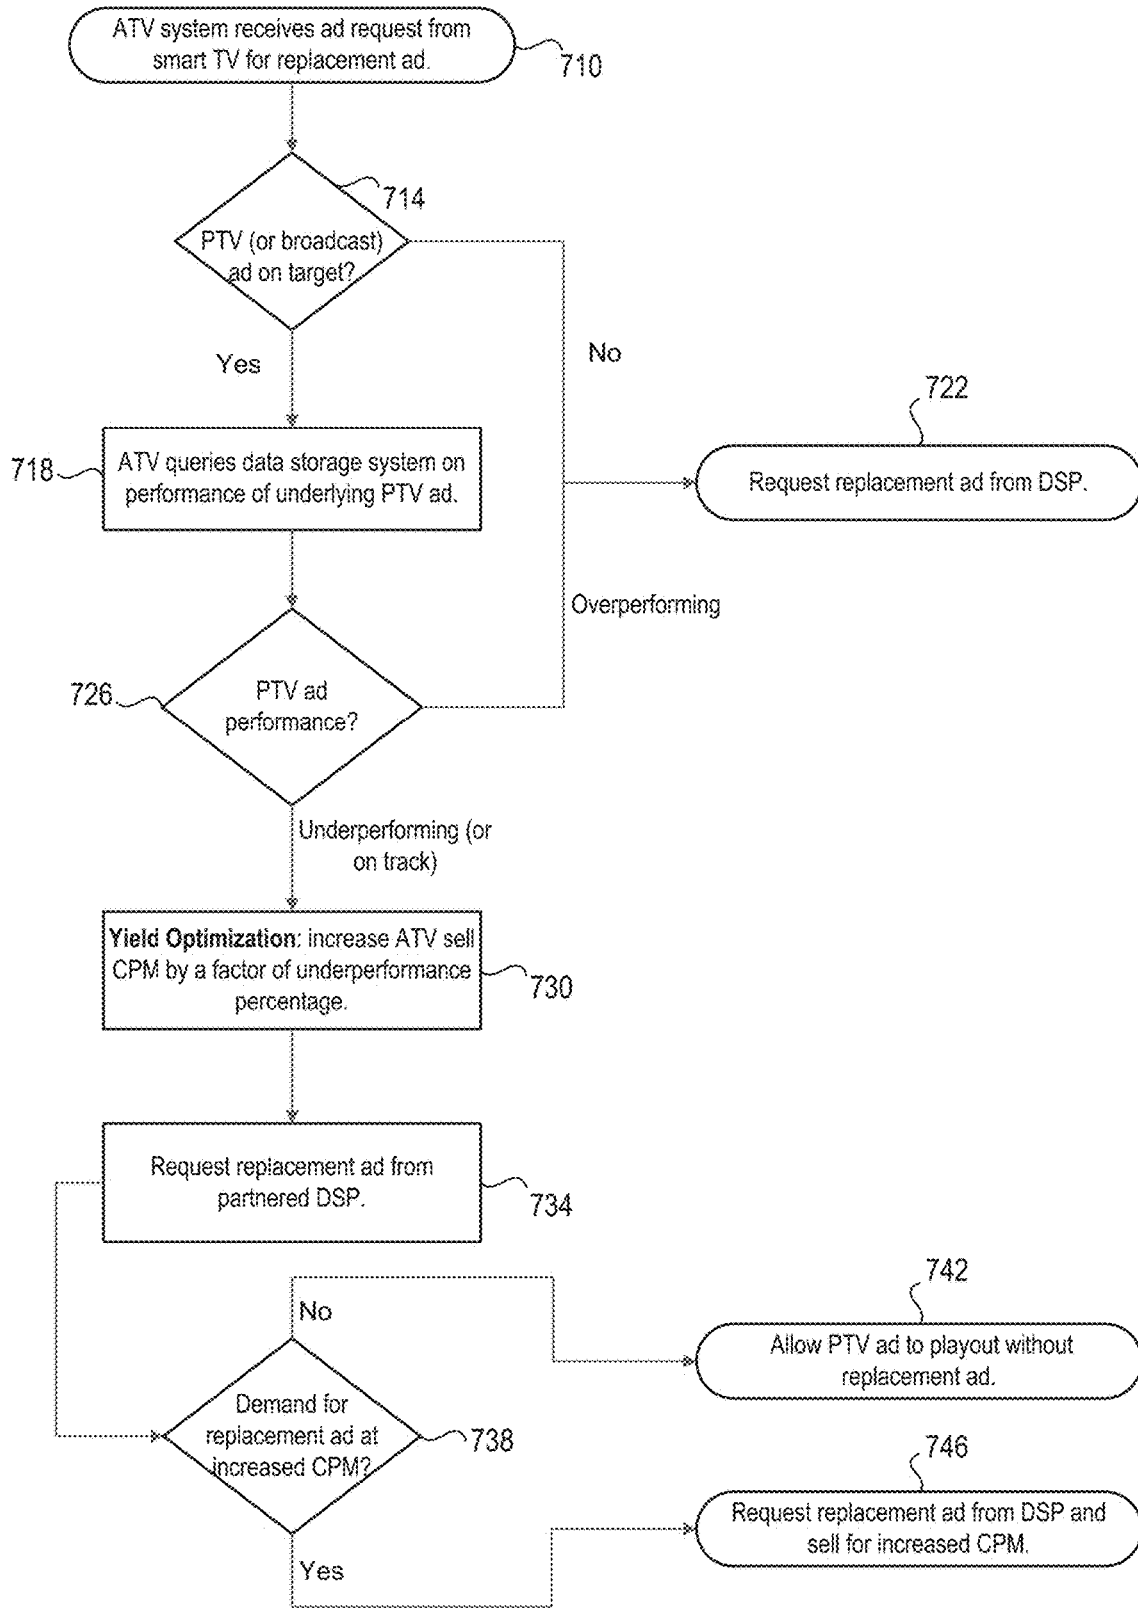 ATV system receives ad request from
smart TV for replacement ad.
710
714
PTV (or broadcast)
ad on target?
Yes
No
722
718
ATV queries data storage system on
performance of underlying PTV ad.
Request replacement ad from DSP.
Overperforming
726
PTV ad
performance?
Underperforming (or
on track)
Yield Optimization: increase ATV sell
CPM by a factor of underperformance
percentage.
730
Request replacement ad from
partnered DSP.
734
No
742
Allow PTV ad to playout without
replacement ad.
Demand for
replacement ad at
increased CPM?
738
746
Request replacement ad from DSP and
sell for increased CPM.
Yes